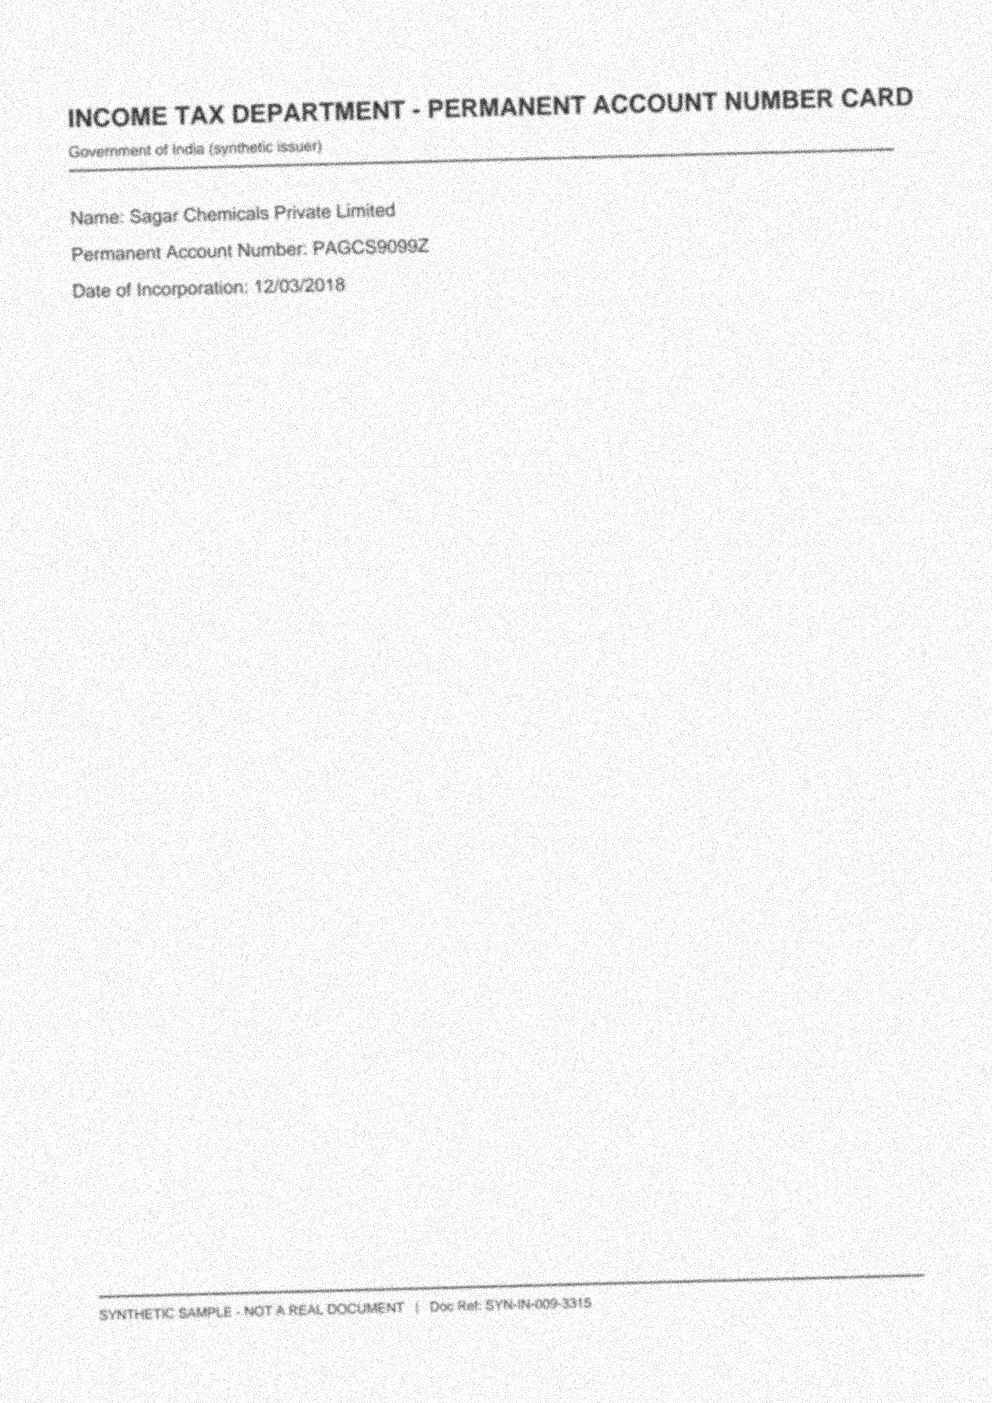 INCOME TAX DEPARTMENT - PERMANENT ACCOUNT NUMBER CARD
Government of India (synthetic issuer)
Name: Sagar Chemicals Private Limited
Permanent Account Number: PAGCS9099Z
Date of Incorporation: 12/03/2018
SYNTHETIC SAMPLE - NOT A REAL DOCUMENT | Doc Ref: SYN-IN-009-3315